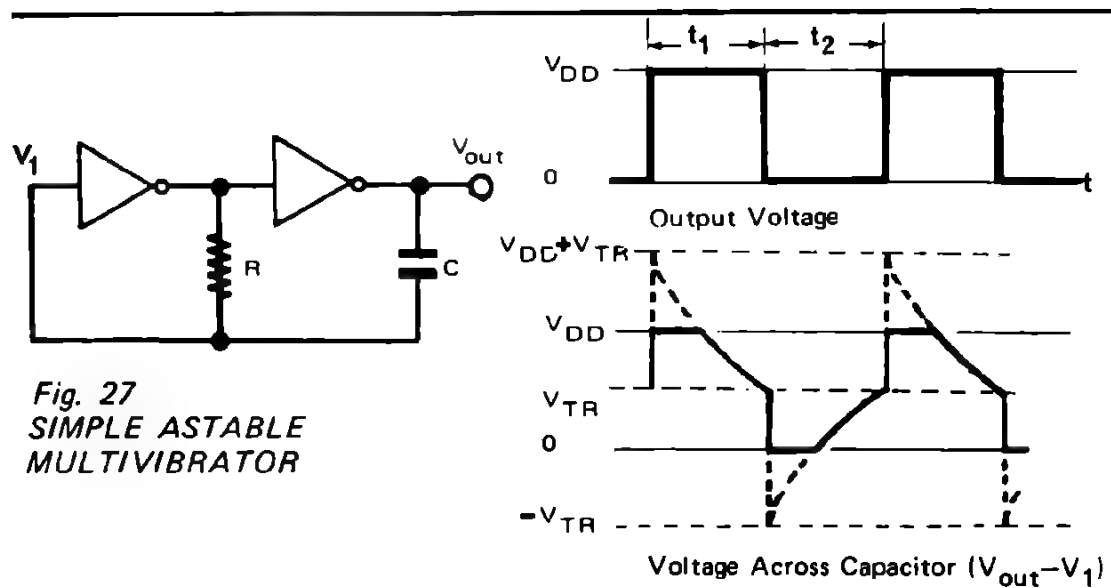 V1
R
Vout
C
Fig. 27
SIMPLE ASTABLE
MULTIVIBRATOR
t1 t2
VDD
0
t
Output Voltage
VDD+VTR
VDD
VTR
0
-VTR
Voltage Across Capacitor (Vout-V1)